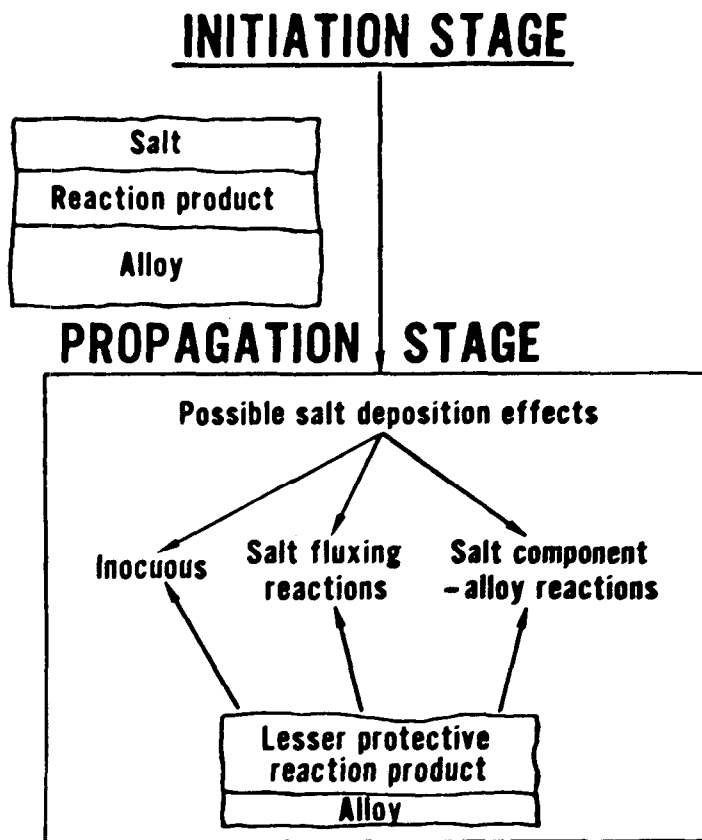 INITIATION STAGE
Salt
Reaction product
Alloy
PROPAGATION STAGE
Possible salt deposition effects
Inocuous
Salt fluxing
reactions
Salt component
-alloy reactions
Lesser protective
reaction product
Alloy